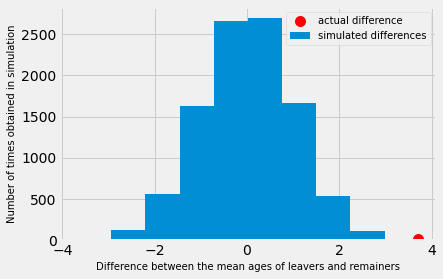 actual difference
simulated differences
2500
2000
1500
1000
500
0
Number of times obtained in simulation
−4 −2 0 2 4
Difference between the mean ages of leavers and remainers